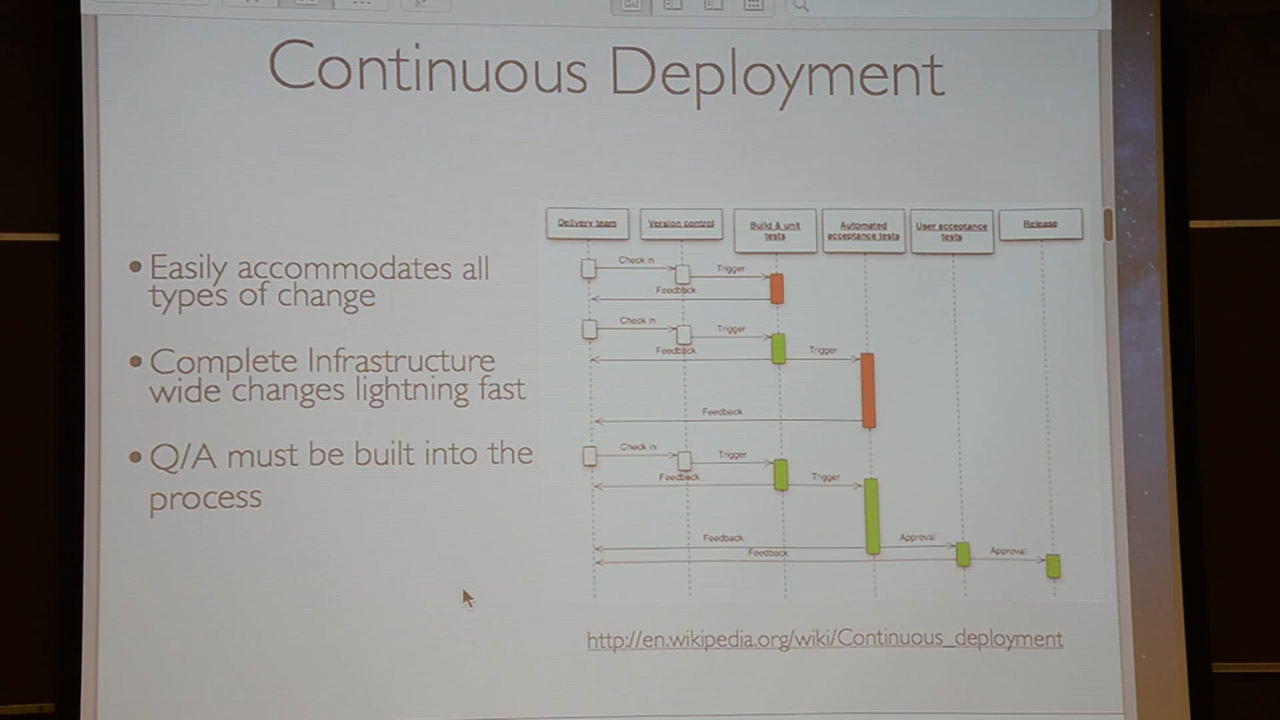 Continuous Deployment
• Easily accommodates all
types of change
• Complete Infrastructure
wide changes lightning fast
• Q/A must be built into the
process
Delivery team
Version control
Build & unit
tests
Automated
acceptance tests
User acceptance
tests
Release
Check in
Trigger
Feedback
Check in
Trigger
Feedback
Trigger
Feedback
Check in
Trigger
Feedback
Trigger
Feedback
Approval
Feedback
Approval
http://en.wikipedia.org/wiki/Continuous_deployment